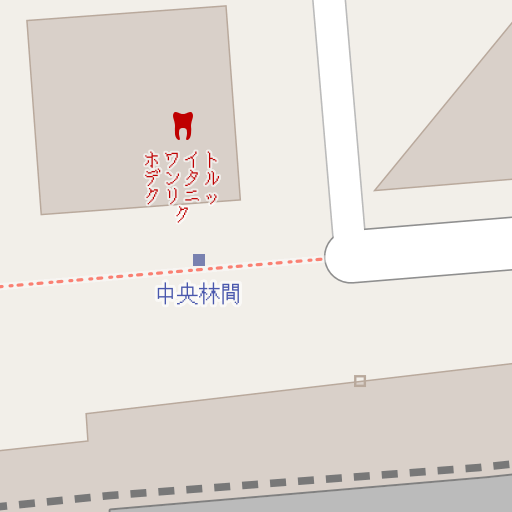 ホワイト
デンタル
クリニッ
ク
中央林間